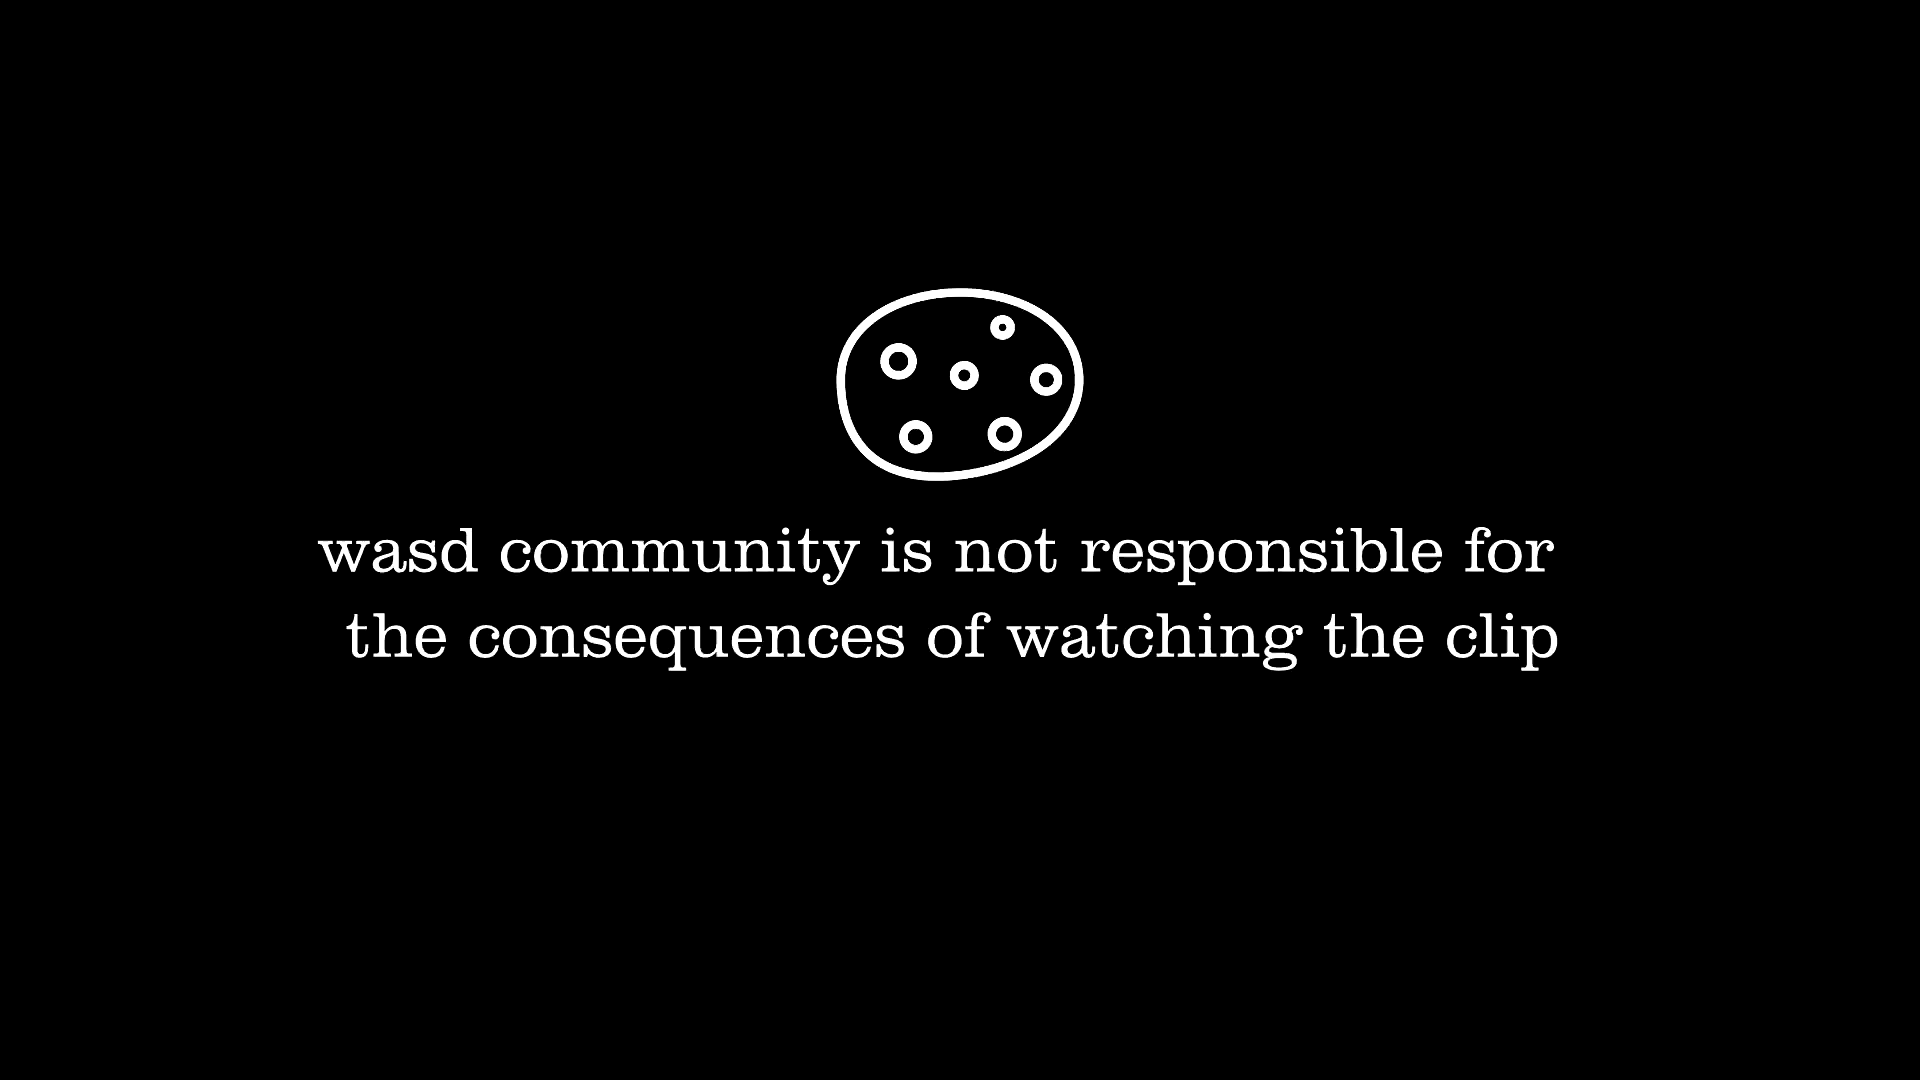 wasd community is not responsible for
the consequences of watching the clip